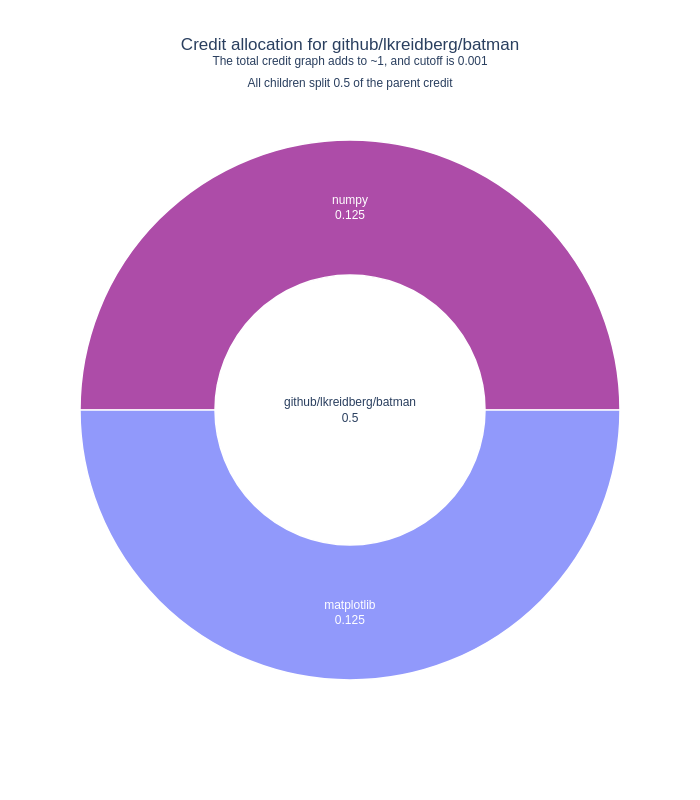 Credit allocation for github/lkreidberg/batman
The total credit graph adds to ~1, and cutoff is 0.001
All children split 0.5 of the parent credit
numpy
0.125
github/lkreidberg/batman
0.5
matplotlib
0.125